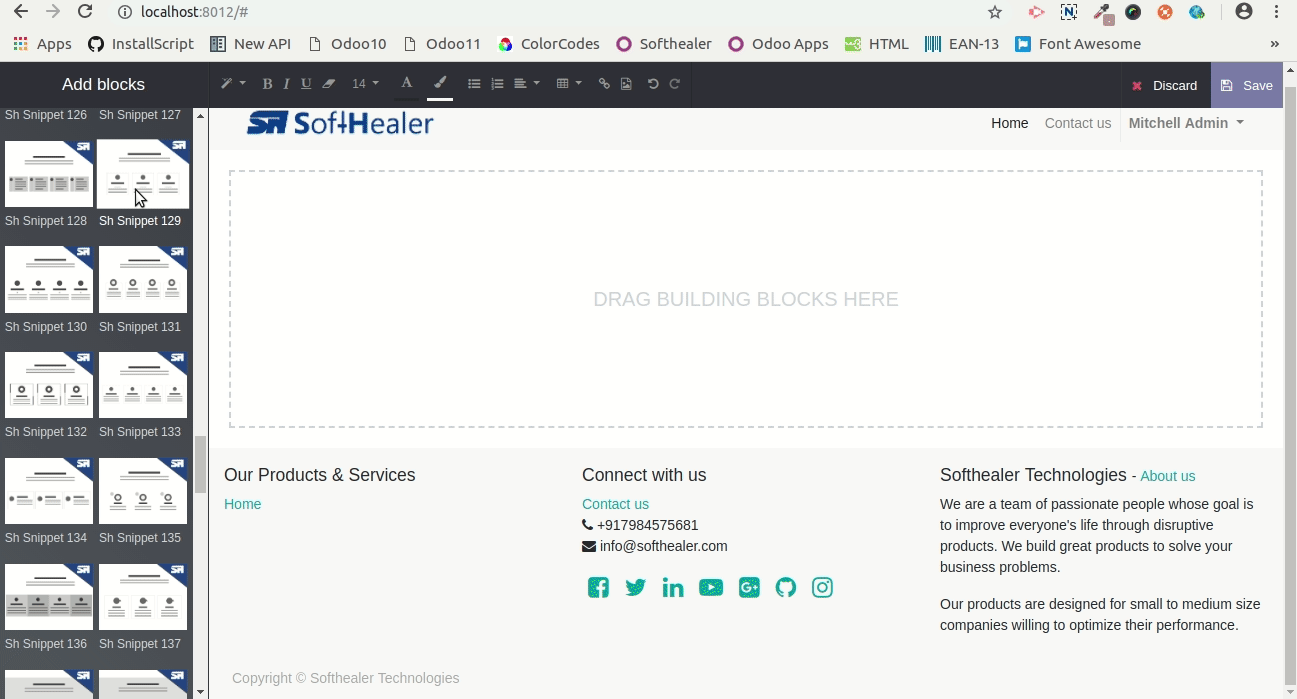 localhost:8012/#
Apps InstallScript New API Odoo10 Odoo11 ColorCodes Softhealer Odoo Apps HTML EAN-13 Font Awesome »
Add blocks B I U 14 A Discard Save
Sh Snippet 126 Sh Snippet 127
SoftHealer
Home Contact us Mitchell Admin
Sh Snippet 128 Sh Snippet 129
Sh Snippet 130 Sh Snippet 131
Sh Snippet 132 Sh Snippet 133
Sh Snippet 134 Sh Snippet 135
Sh Snippet 136 Sh Snippet 137
DRAG BUILDING BLOCKS HERE
Our Products & Services
Home
Connect with us
Contact us
+917984575681
info@softhealer.com
Softhealer Technologies - About us
We are a team of passionate people whose goal is
to improve everyone's life through disruptive
products. We build great products to solve your
business problems.
Our products are designed for small to medium size
companies willing to optimize their performance.
Copyright © Softhealer Technologies